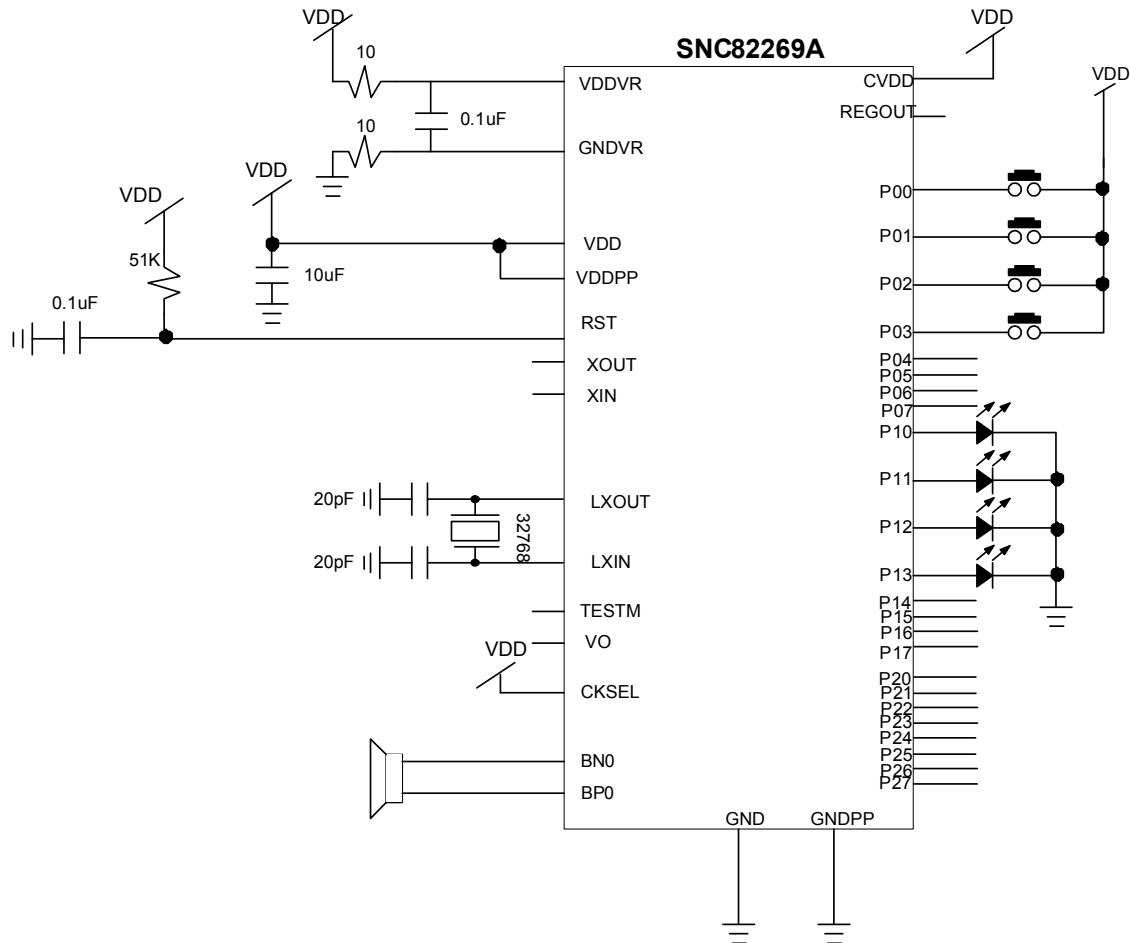 VDD
VDD
SNC82269A
10
CVDD
VDDVR
VDD
REGOUT
0.1uF
10
GNDVR
VDD
P00
VDD
P01
VDD
51K
10uF
VDDPP
P02
0.1uF
RST
P03
XOUT
P04
P05
XIN
P06
P07
P10
P11
20pF
LXOUT
32768
P12
20pF
LXIN
P13
P14
TESTM
P15
P16
VO
VDD
P17
P20
CKSEL
P21
P22
P23
P24
P25
BN0
P26
P27
BP0
GND
GNDPP